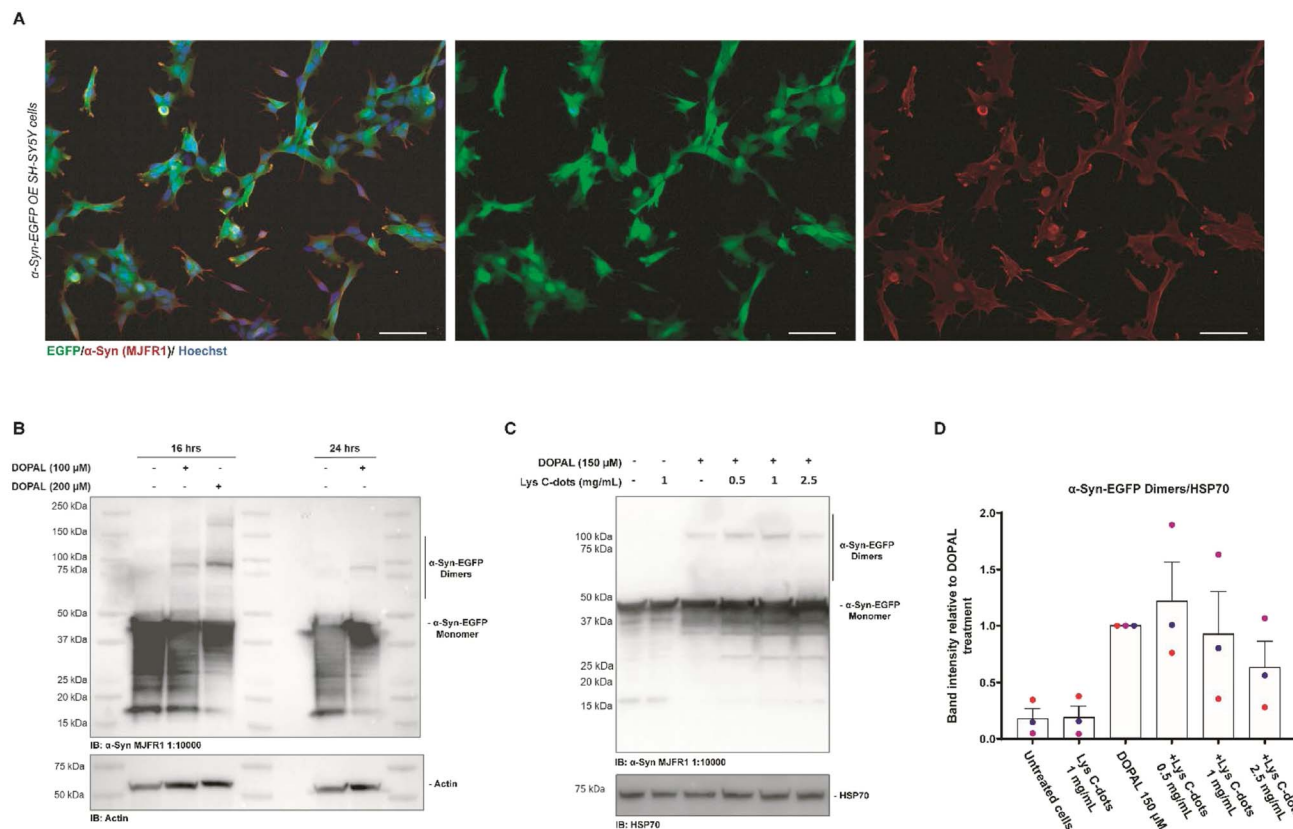 A
α-Syn-EGFP OE SH-SY5Y cells
EGFP/α-Syn (MJFR1)/ Hoechst
B
16 hrs 24 hrs
DOPAL (100 µM) - + - - +
DOPAL (200 µM) - - + - -
250 kDa
150 kDa
100 kDa
75 kDa
50 kDa
37 kDa
25 kDa
20 kDa
15 kDa
α-Syn-EGFP
Dimers
- α-Syn-EGFP
Monomer
IB: α-Syn MJFR1 1:10000
75 kDa
50 kDa
- Actin
IB: Actin
C
DOPAL (150 µM) - - + + + +
Lys C-dots (mg/mL) - 1 - 0.5 1 2.5
100 kDa
75 kDa
50 kDa
37 kDa
25 kDa
20 kDa
15 kDa
α-Syn-EGFP
Dimers
- α-Syn-EGFP
Monomer
IB: α-Syn MJFR1 1:10000
75 kDa
- HSP70
IB: HSP70
D
α-Syn-EGFP Dimers/HSP70
Band intensity relative to DOPAL
treatment
2.0
1.5
1.0
0.5
0.0
Untreated cells
Lys C-dots
1 mg/mL
DOPAL 150 µM
+Lys C-dots
0.5 mg/mL
+Lys C-dots
1 mg/mL
+Lys C-dots
2.5 mg/mL